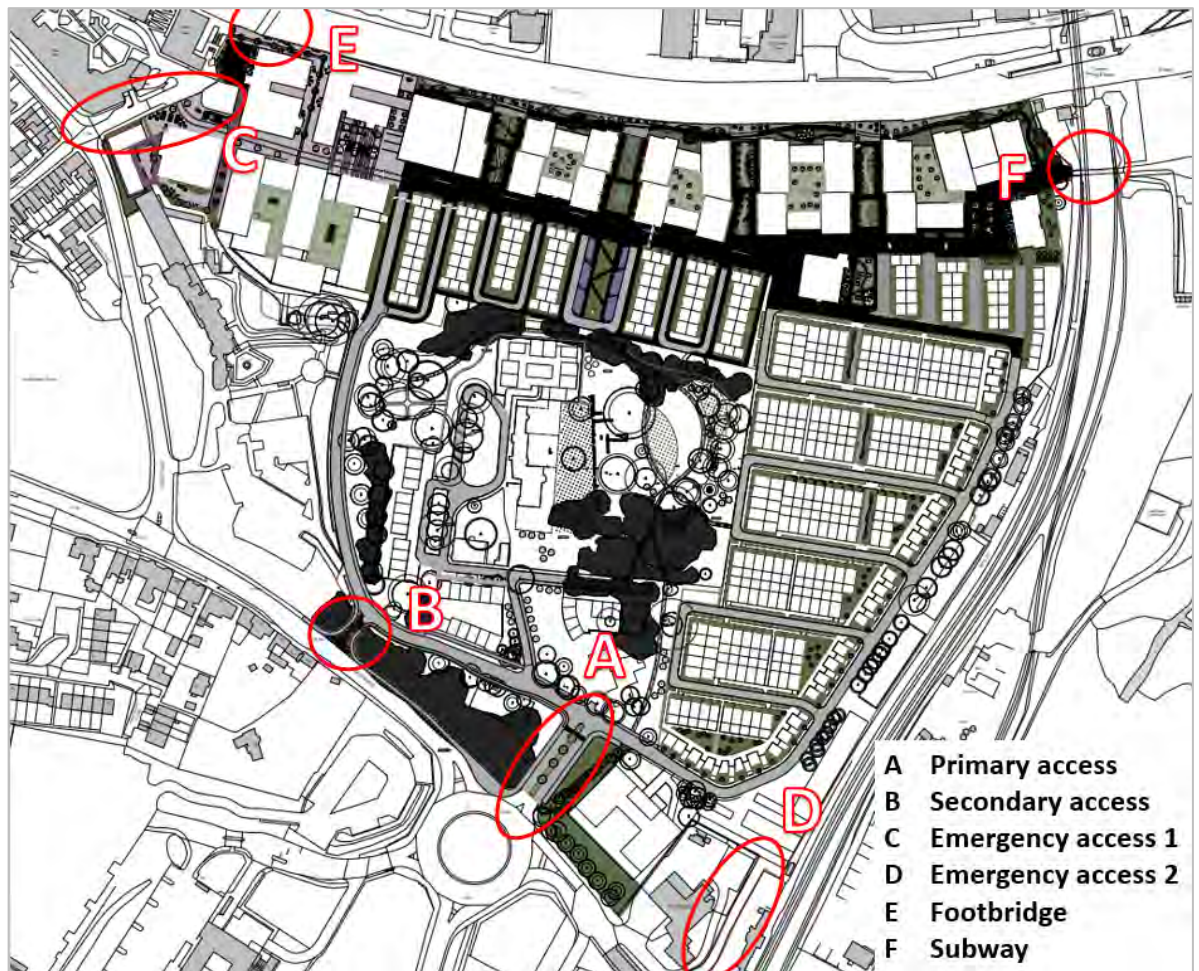 E
C
F
B
A
D
A Primary access
B Secondary access
C Emergency access 1
D Emergency access 2
E Footbridge
F Subway